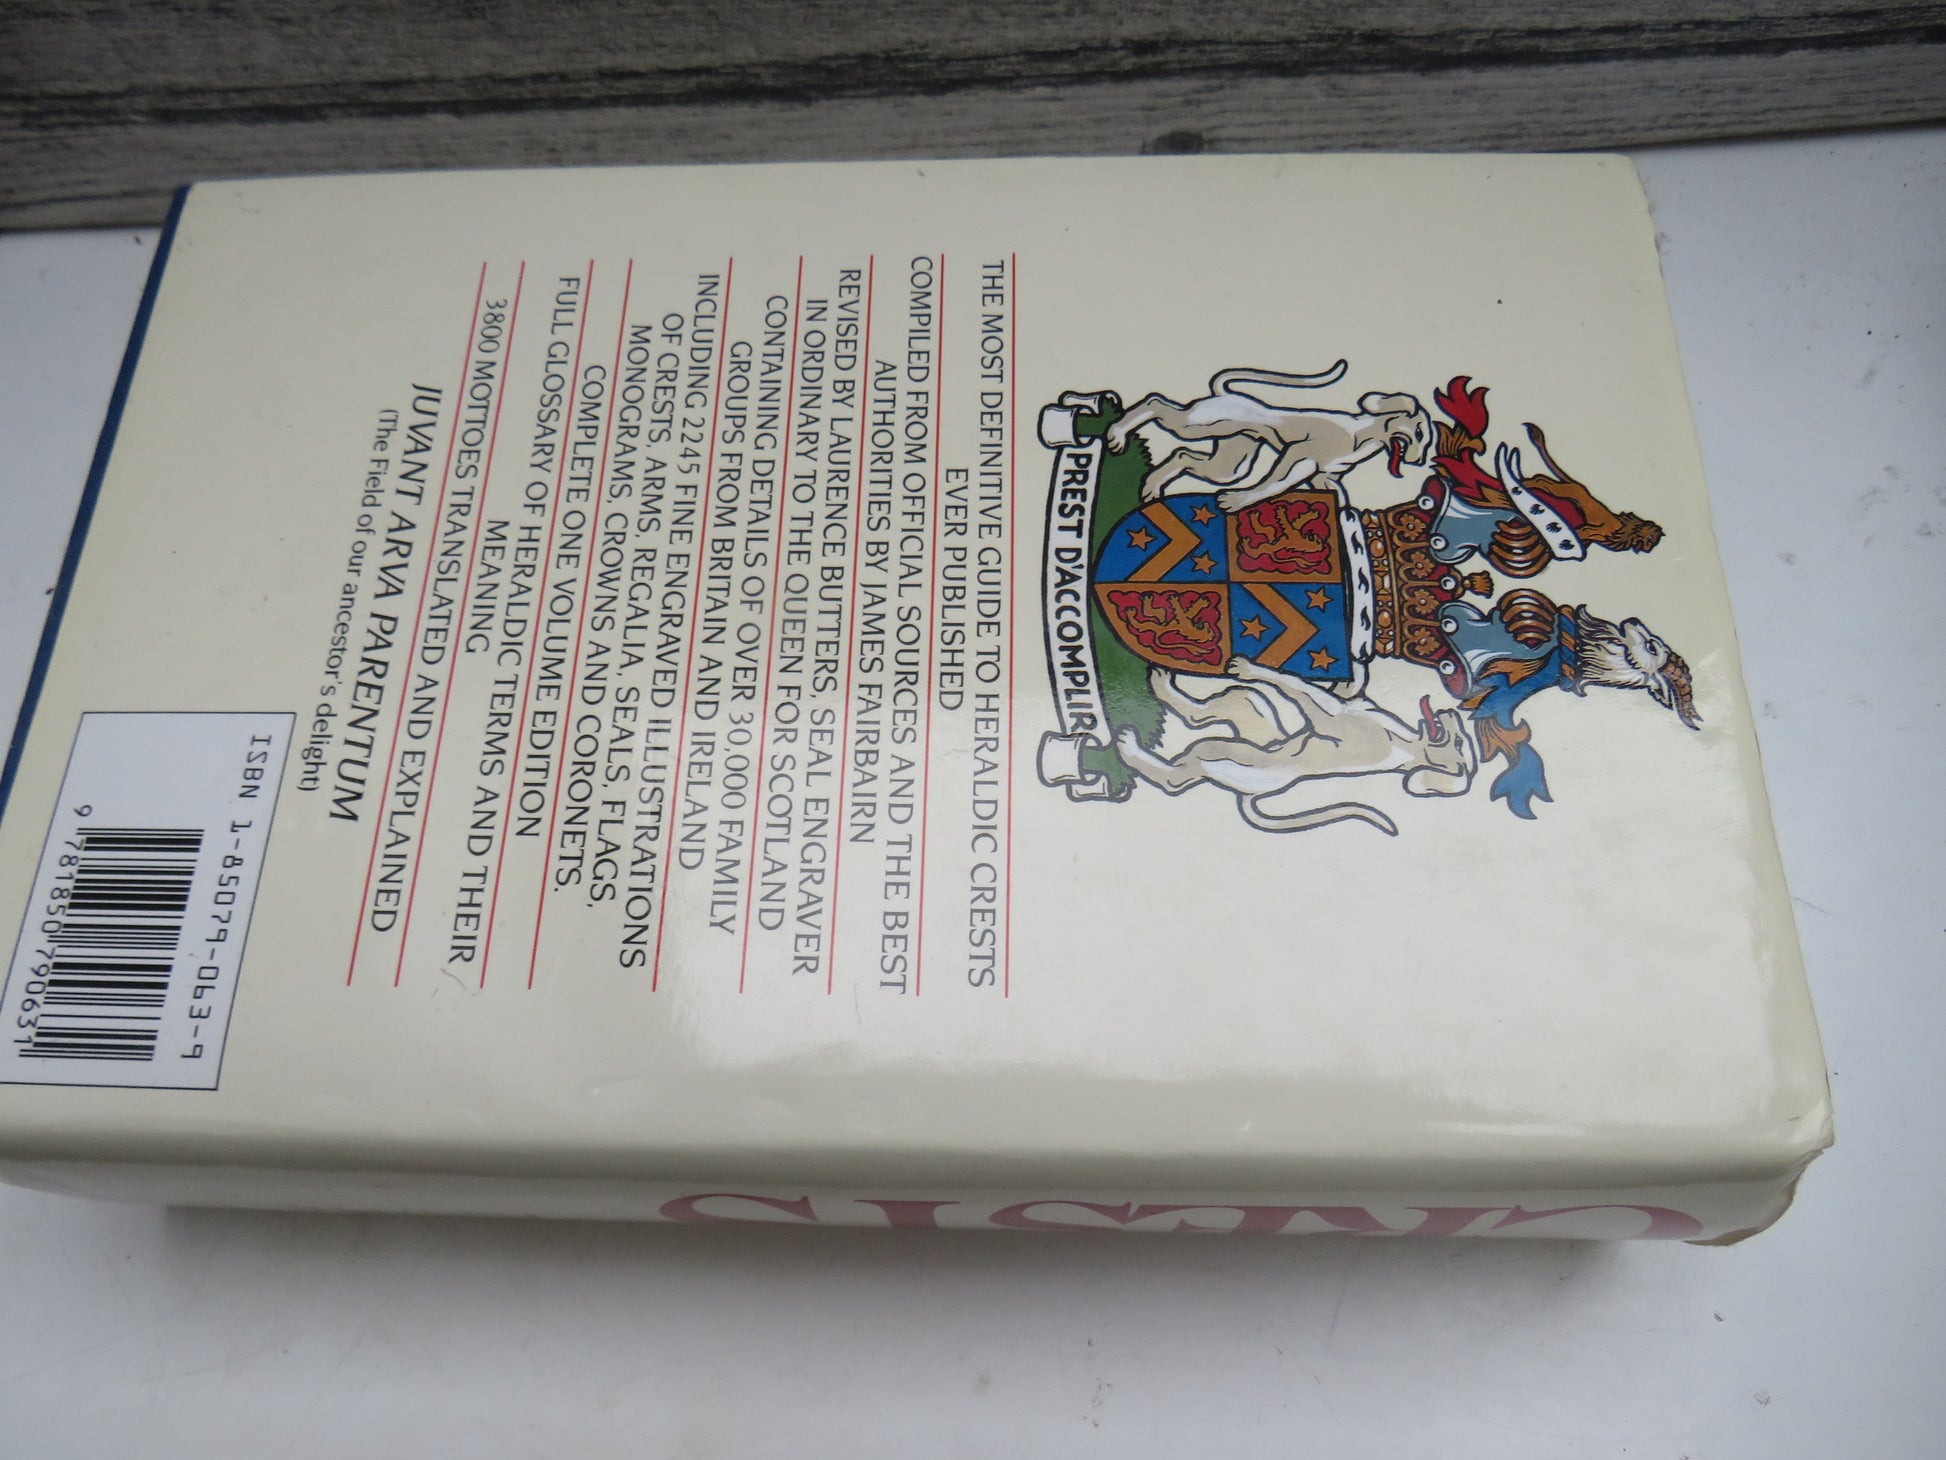 PREST D'ACCOMPLIR
THE MOST DEFINITIVE GUIDE TO HERALDIC CRESTS
EVER PUBLISHED
COMPILED FROM OFFICIAL SOURCES AND THE BEST
AUTHORITIES BY JAMES FAIRBAIRN
REVISED BY LAURENCE BUTTERS, SEAL ENGRAVER
IN ORDINARY TO THE QUEEN FOR SCOTLAND
CONTAINING DETAILS OF OVER 30,000 FAMILY
GROUPS FROM BRITAIN AND IRELAND
INCLUDING 2245 FINE ENGRAVED ILLUSTRATIONS
OF CRESTS, ARMS, REGALIA, SEALS, FLAGS,
MONOGRAMS, CROWNS AND CORONETS.
COMPLETE ONE VOLUME EDITION
FULL GLOSSARY OF HERALDIC TERMS AND THEIR
MEANING
3800 MOTTOES TRANSLATED AND EXPLAINED
JUVANT ARVA PARENTUM
(The Field of our ancestor's delight)
ISBN 1-85079-063-9
9 781850 790631
CRESTS